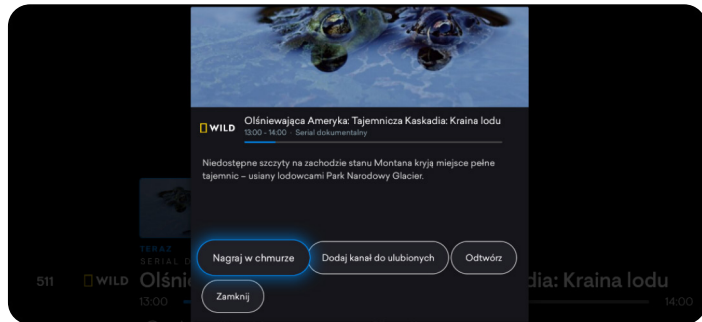 WILD
Olśniewająca Ameryka: Tajemnicza Kaskadia: Kraina lodu
13:00 - 14:00 · Serial dokumentalny
Niedostępne szczyty na zachodzie stanu Montana kryją miejsce pełne
tajemnic – usiany lodowcami Park Narodowy Glacier.
TERAZ
SERIAL D
Nagraj w chmurze
Dodaj kanał do ulubionych
Odtwórz
511 WILD Olśnie dia: Kraina lodu
Zamknij
13:00 14:00